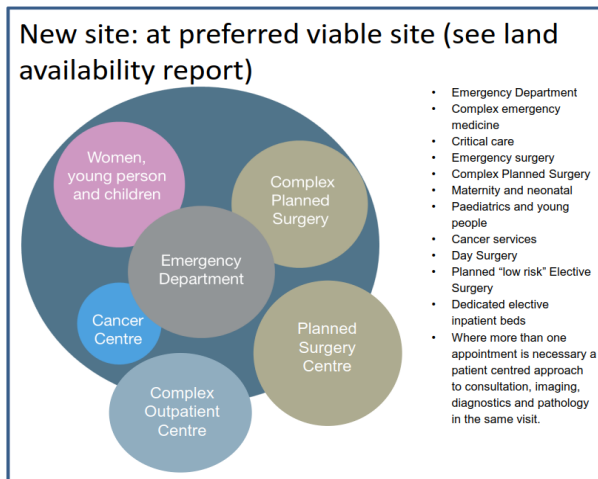 New site: at preferred viable site (see land
availability report)
Women,
young person
and children
Complex
Planned
Surgery
Emergency
Department
Cancer
Centre
Planned
Surgery
Centre
Complex
Outpatient
Centre
• Emergency Department
• Complex emergency
medicine
• Critical care
• Emergency surgery
• Complex Planned Surgery
• Maternity and neonatal
• Paediatrics and young
people
• Cancer services
• Day Surgery
• Planned “low risk” Elective
Surgery
• Dedicated elective
inpatient beds
• Where more than one
appointment is necessary a
patient centred approach
to consultation, imaging,
diagnostics and pathology
in the same visit.